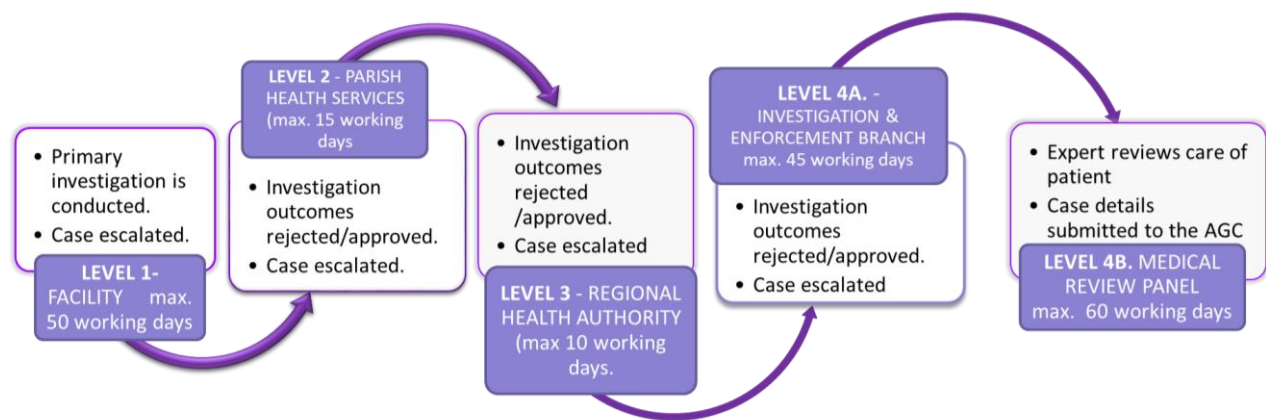 • Primary
investigation is
conducted.
• Case escalated.
LEVEL 1-
FACILITY max.
50 working days
LEVEL 2 - PARISH
HEALTH SERVICES
(max. 15 working
days
• Investigation
outcomes
rejected/approved.
• Case escalated.
• Investigation
outcomes
rejected
/approved.
• Case escalated
LEVEL 3 - REGIONAL
HEALTH AUTHORITY
(max 10 working
days.
LEVEL 4A. -
INVESTIGATION &
ENFORCEMENT BRANCH
max. 45 working days
• Investigation
outcomes
rejected/approved.
• Case escalated
• Expert reviews care of
patient
• Case details
submitted to the AGC
LEVEL 4B. MEDICAL
REVIEW PANEL
max. 60 working days